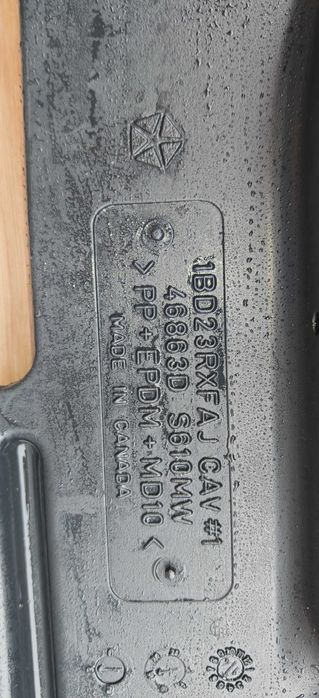 1BD23RXFAJ CAV #1
46863D S610MW
> PP + EPDM + MD10 <
MADE IN CANADA